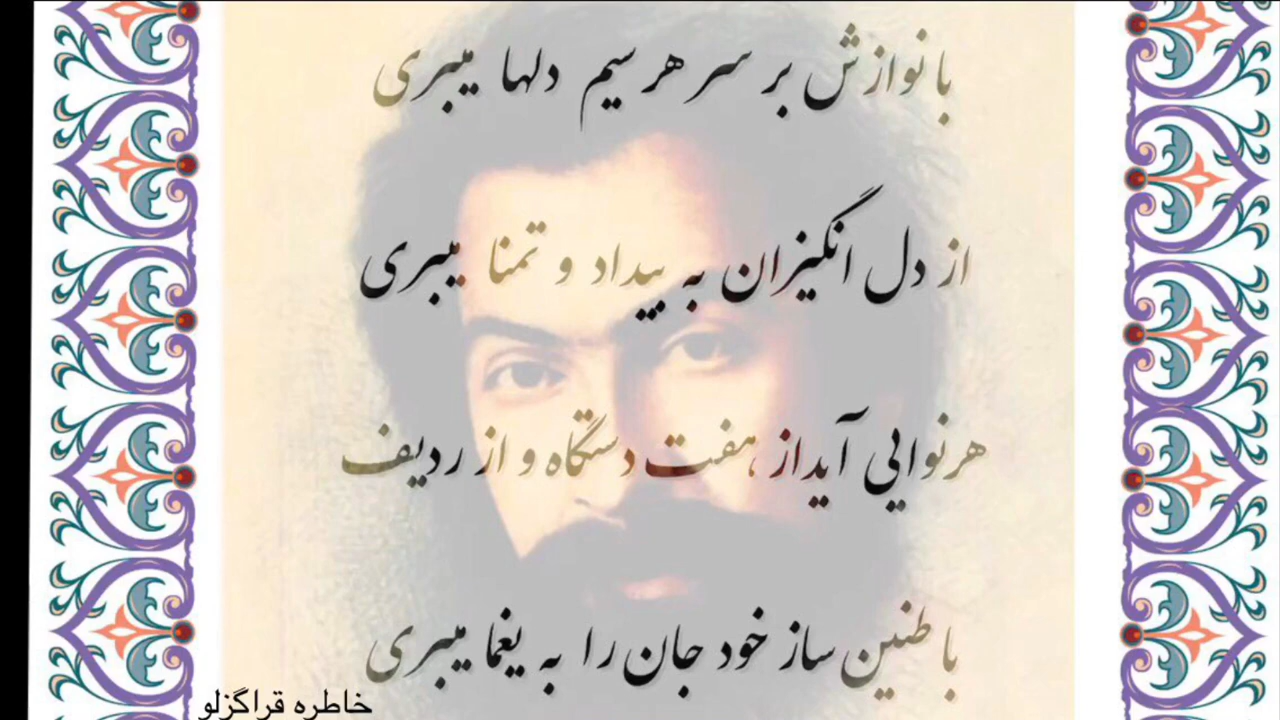 با نوازش بر سر هر سیم دلها میبری
از دل انگیزان به بیداد و تمنا میبری
هر نوایی آید از هفت دستگاه و از ردیف
با طنین ساز خود جان را به یغما میبری
خاطره قراگزلو